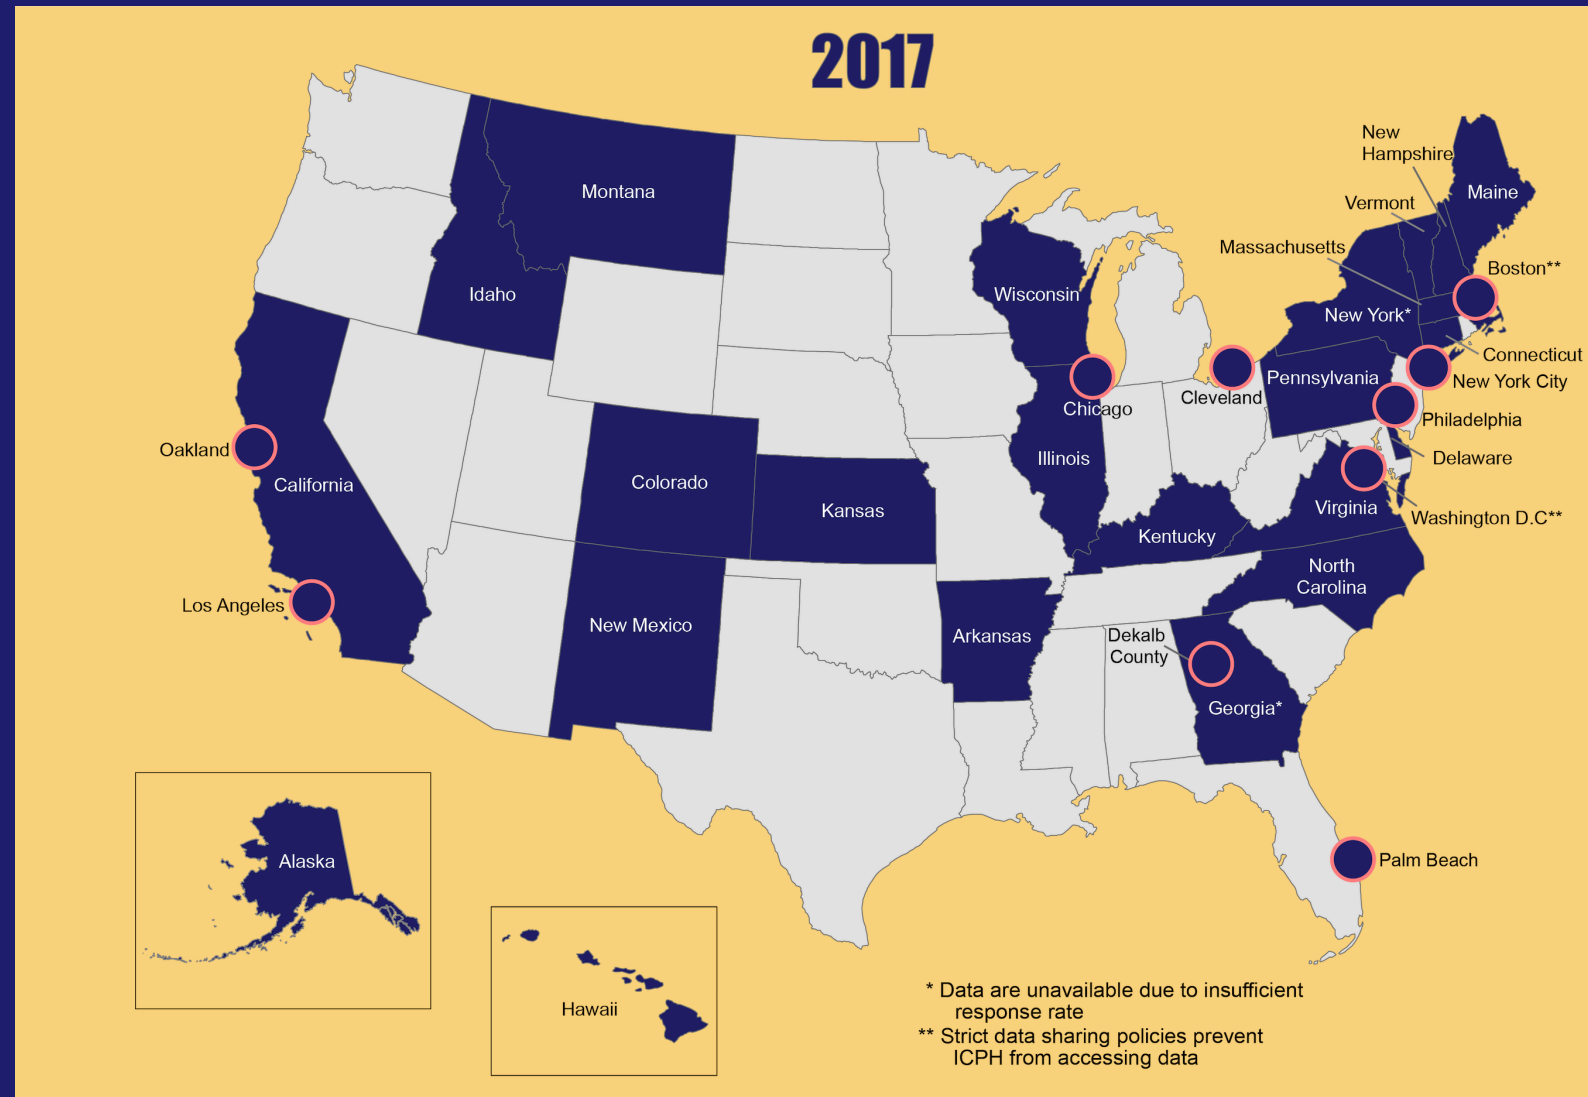 2017
New
Hampshire
Montana
Maine
Vermont
Massachusetts
Boston**
Idaho
Wisconsin
New York*
Connecticut
Pennsylvania
New York City
Cleveland
Chicago
Philadelphia
Oakland
Illinois
Delaware
California
Colorado
Kansas
Virginia
Washington D.C**
Kentucky
North
Carolina
Los Angeles
New Mexico
Arkansas
Dekalb
County
Georgia*
Alaska
Palm Beach
Hawaii
* Data are unavailable due to insufficient
response rate
** Strict data sharing policies prevent
ICPH from accessing data